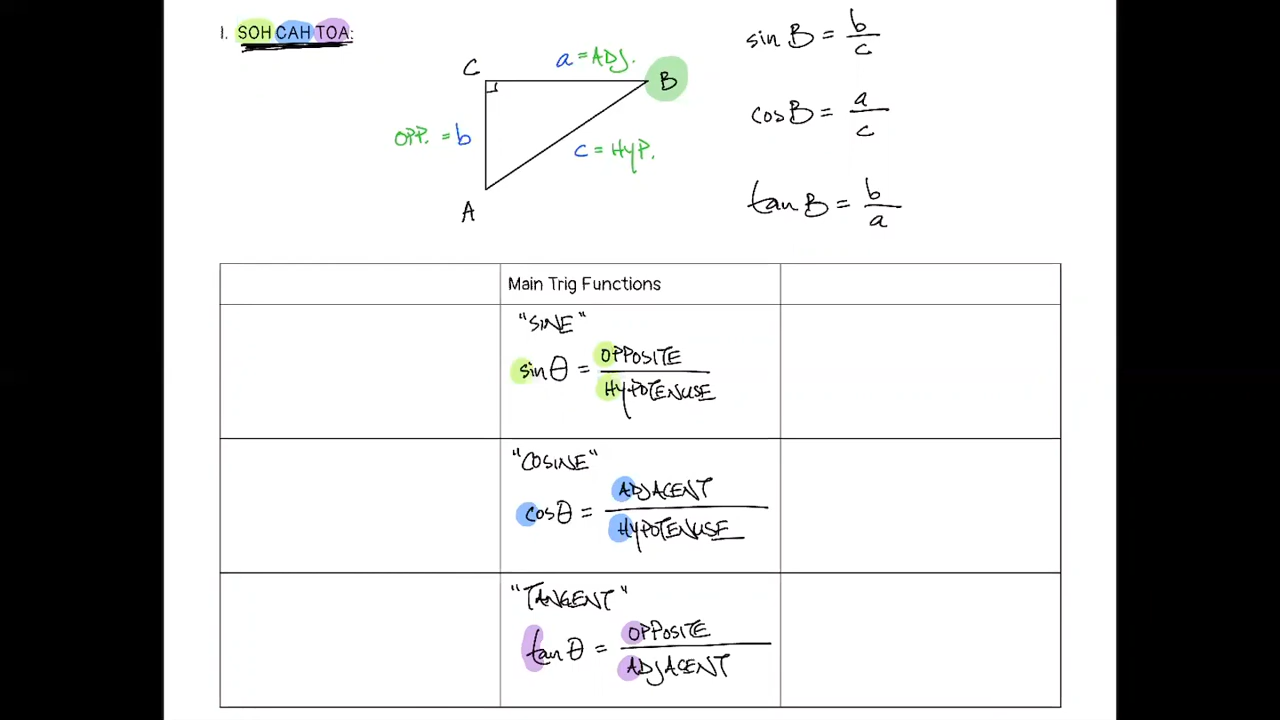 1. SOH CAH TOA:
C
a = ADJ.
B
OPP. = b
c = HYP.
A
sin B = b/c
cos B = a/c
tan B = b/a
Main Trig Functions
"SINE"
sin θ = OPPOSITE/HYPOTENUSE
"COSINE"
cos θ = ADJACENT/HYPOTENUSE
"TANGENT"
tan θ = OPPOSITE/ADJACENT